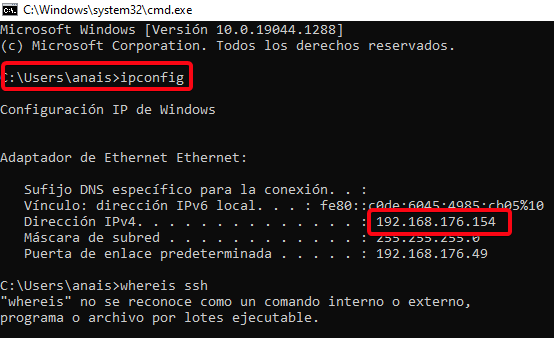 C:\Windows\system32\cmd.exe
Microsoft Windows [Versión 10.0.19044.1288]
(c) Microsoft Corporation. Todos los derechos reservados.
C:\Users\anais>ipconfig
Configuración IP de Windows
Adaptador de Ethernet Ethernet:
Sufijo DNS específico para la conexión. . :
Vínculo: dirección IPv6 local. . . : fe80::c0de:6045:4985:cb05%10
Dirección IPv4. . . . . . . . . . . . . . : 192.168.176.154
Máscara de subred . . . . . . . . . . . . : 255.255.255.0
Puerta de enlace predeterminada . . . . . : 192.168.176.49
C:\Users\anais>whereis ssh
"whereis" no se reconoce como un comando interno o externo,
programa o archivo por lotes ejecutable.